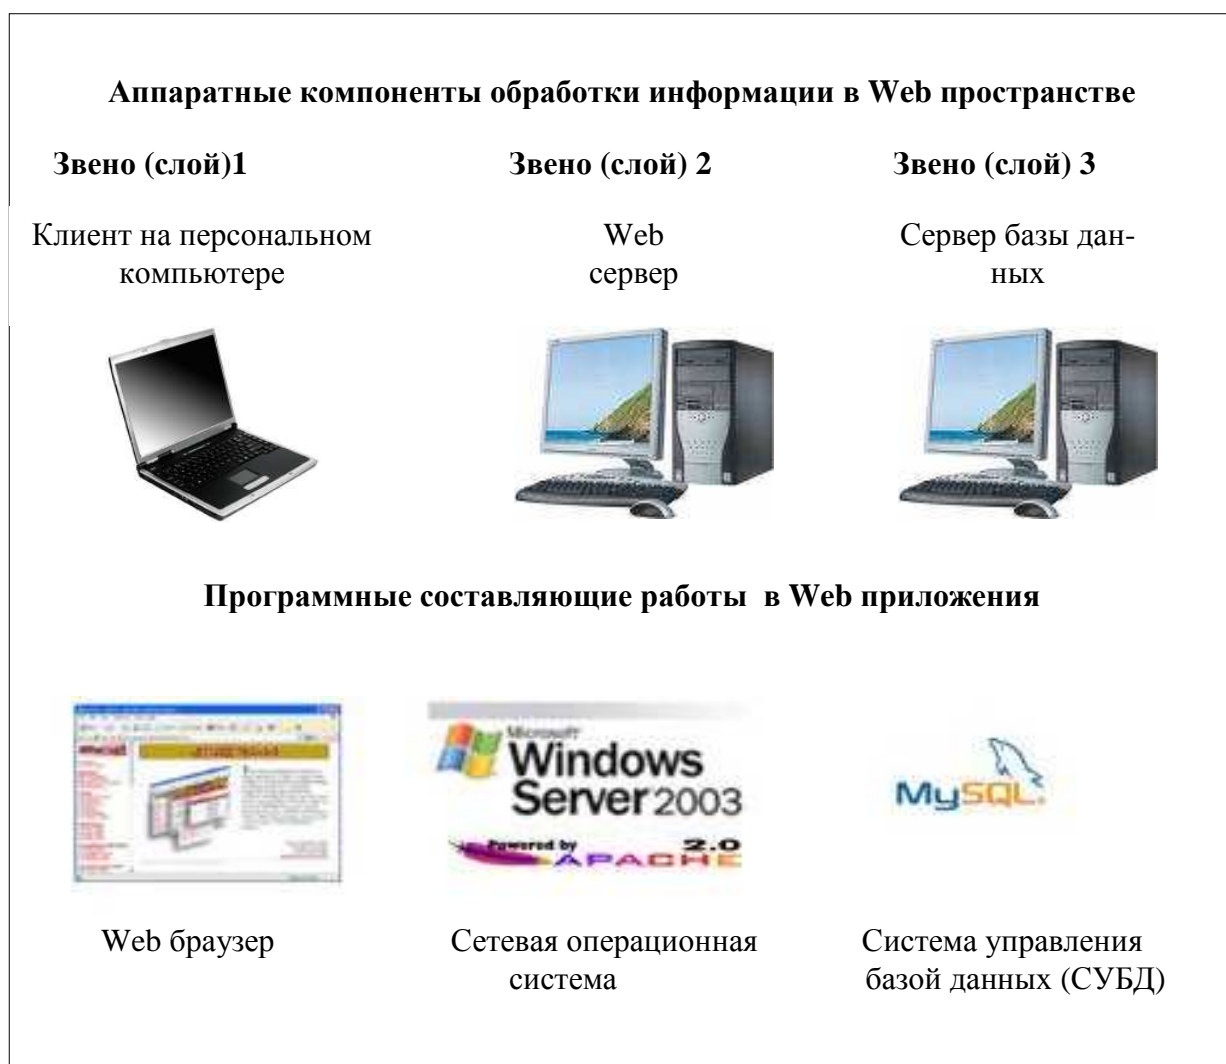 Аппаратные компоненты обработки информации в Web пространстве
Звено (слой)1 Звено (слой) 2 Звено (слой) 3
Клиент на персональном Web Сервер базы дан-
компьютере сервер ных
Программные составляющие работы в Web приложения
Microsoft
Windows
Server 2003
MySQL
Powered by 2.0
APACHE
Web браузер Сетевая операционная Система управления
система базой данных (СУБД)